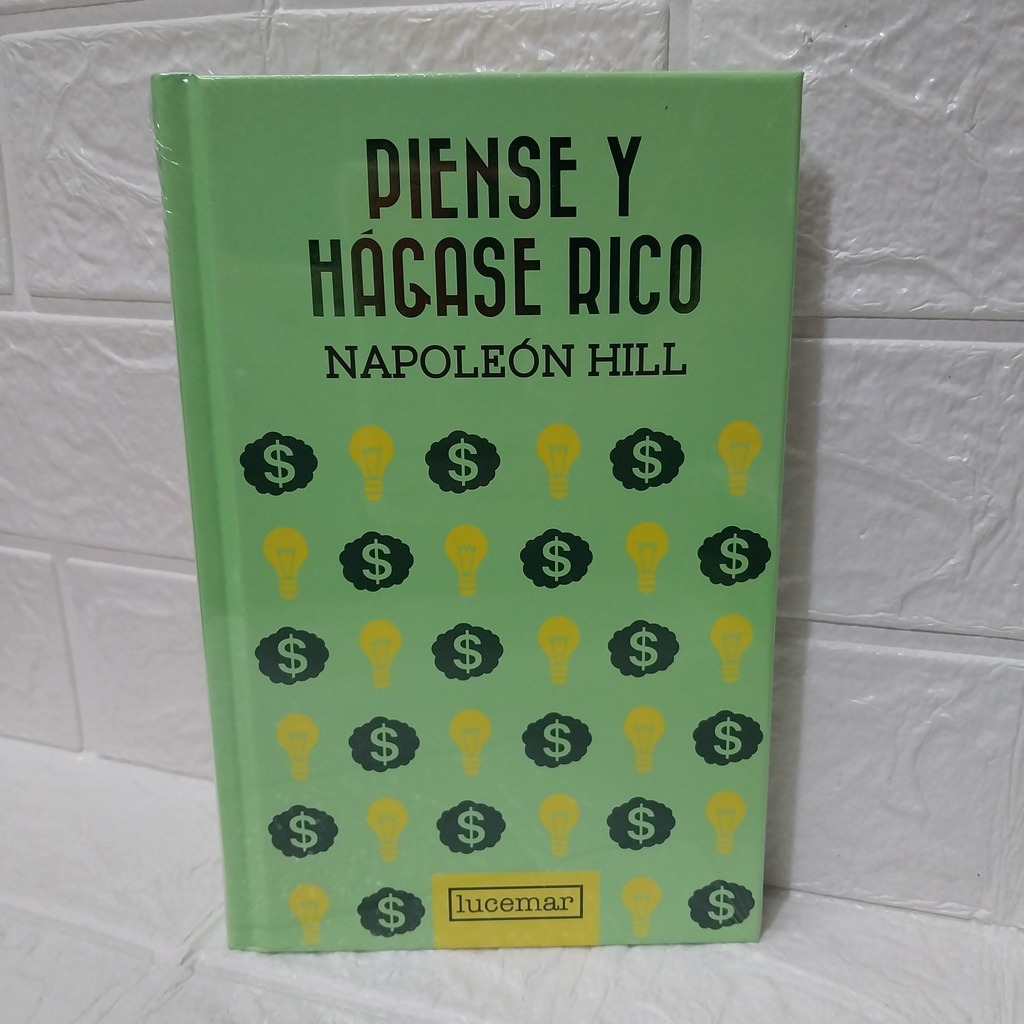 PIENSE Y
HÁGASE RICO
NAPOLEÓN HILL
$ $ $
$ $ $
$ $ $
$ $ $
$ $
$ lucemar $